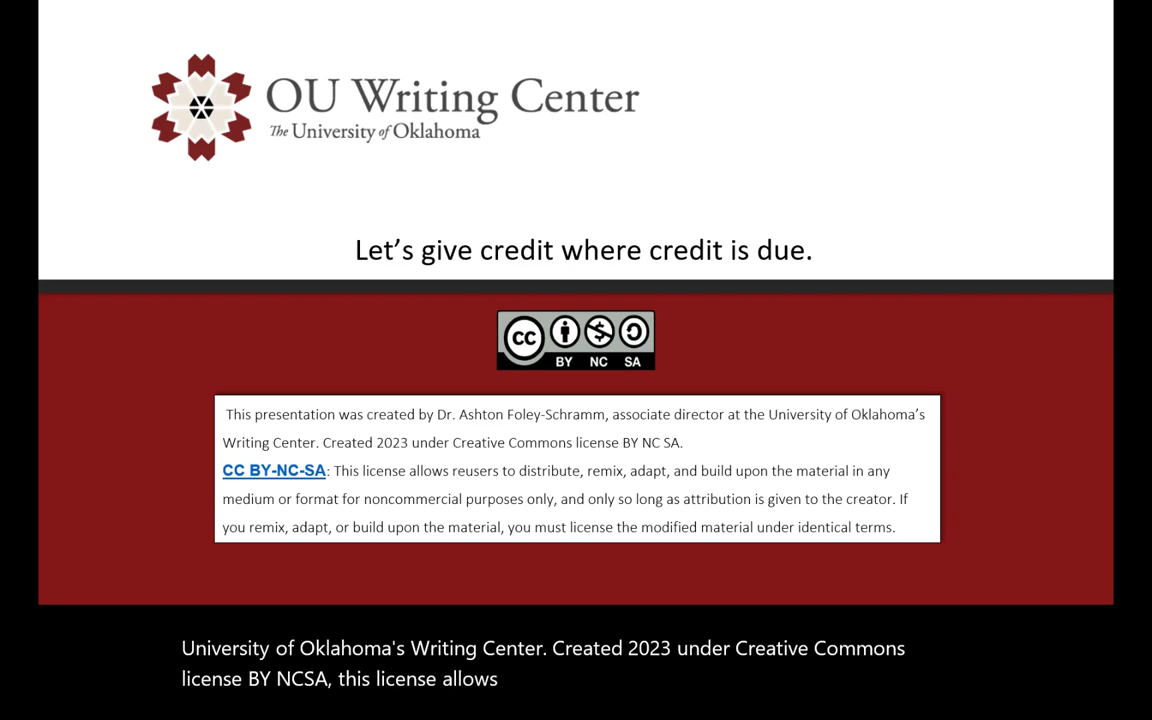 OU Writing Center
The University of Oklahoma
Let’s give credit where credit is due.
cc
BY NC SA
This presentation was created by Dr. Ashton Foley-Schramm, associate director at the University of Oklahoma’s
Writing Center. Created 2023 under Creative Commons license BY NC SA.
CC BY-NC-SA: This license allows reusers to distribute, remix, adapt, and build upon the material in any
medium or format for noncommercial purposes only, and only so long as attribution is given to the creator. If
you remix, adapt, or build upon the material, you must license the modified material under identical terms.
University of Oklahoma's Writing Center. Created 2023 under Creative Commons
license BY NCSA, this license allows